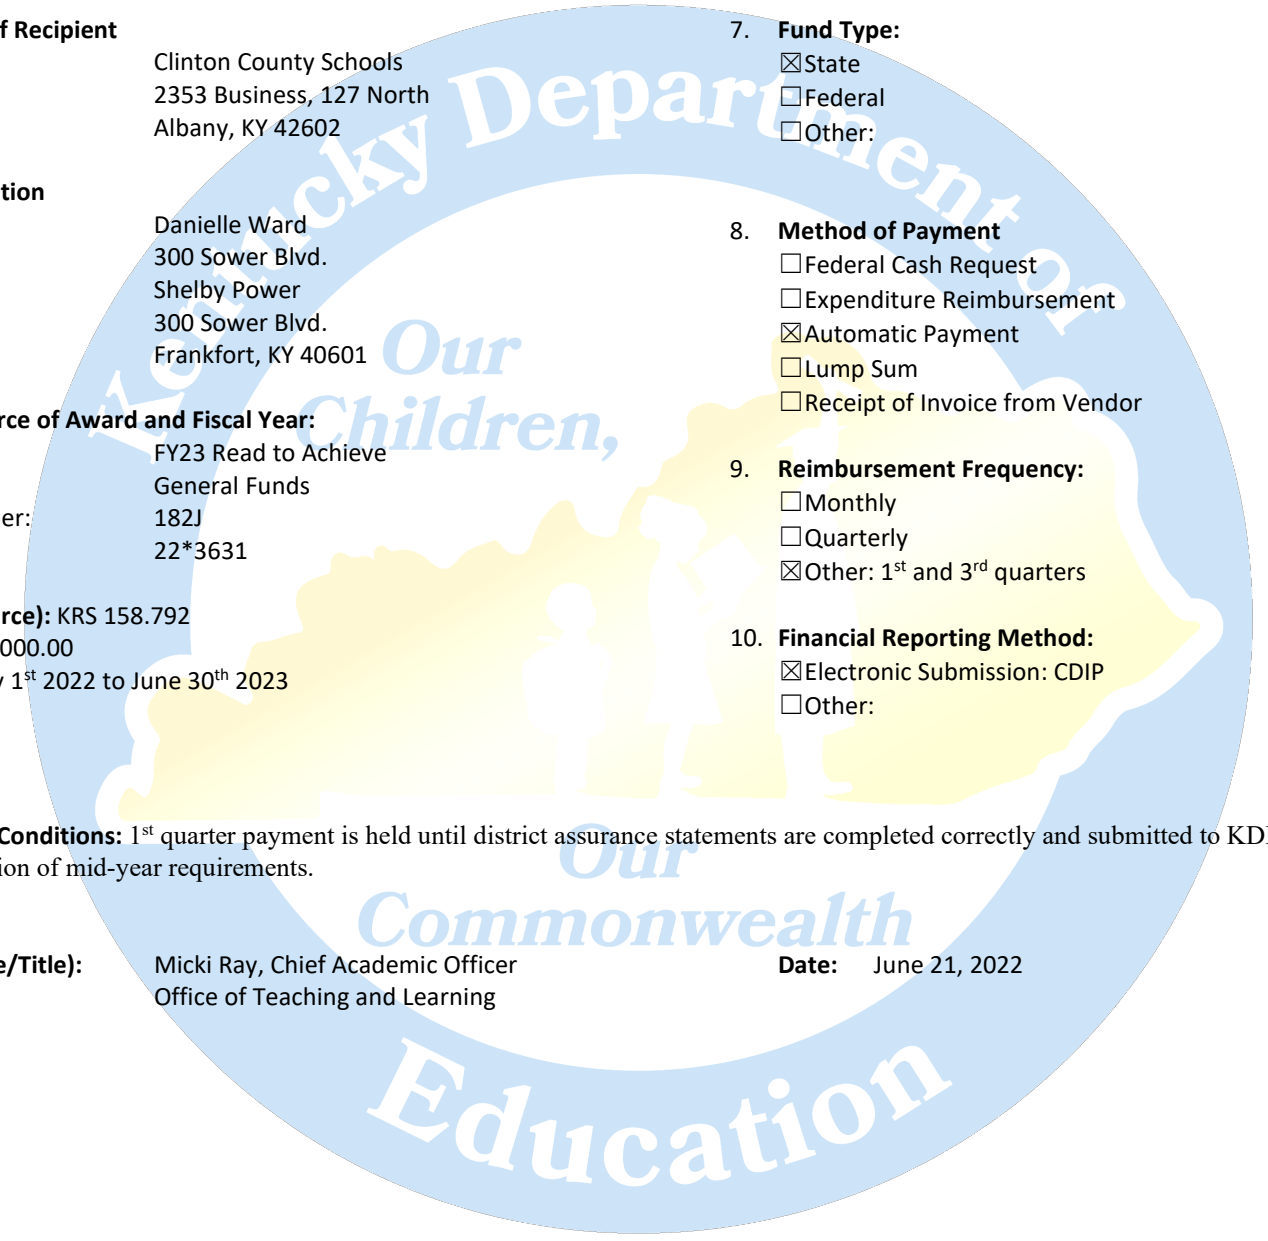 f Recipient
Clinton County Schools
2353 Business, 127 North
Albany, KY 42602
tion
Danielle Ward
300 Sower Blvd.
Shelby Power
300 Sower Blvd.
Frankfort, KY 40601
rce of Award and Fiscal Year:
FY23 Read to Achieve
General Funds
er: 182J
22*3631
rce): KRS 158.792
000.00
y 1st 2022 to June 30th 2023
7. Fund Type:
☒State
☐Federal
☐Other:
8. Method of Payment
☐Federal Cash Request
☐Expenditure Reimbursement
☒Automatic Payment
☐Lump Sum
☐Receipt of Invoice from Vendor
9. Reimbursement Frequency:
☐Monthly
☐Quarterly
☒Other: 1st and 3rd quarters
10. Financial Reporting Method:
☒Electronic Submission: CDIP
☐Other:
Conditions: 1st quarter payment is held until district assurance statements are completed correctly and submitted to KD
ion of mid-year requirements.
e/Title): Micki Ray, Chief Academic Officer Date: June 21, 2022
Office of Teaching and Learning
Kentucky Department of
Education
Our
Children,
Our
Commonwealth